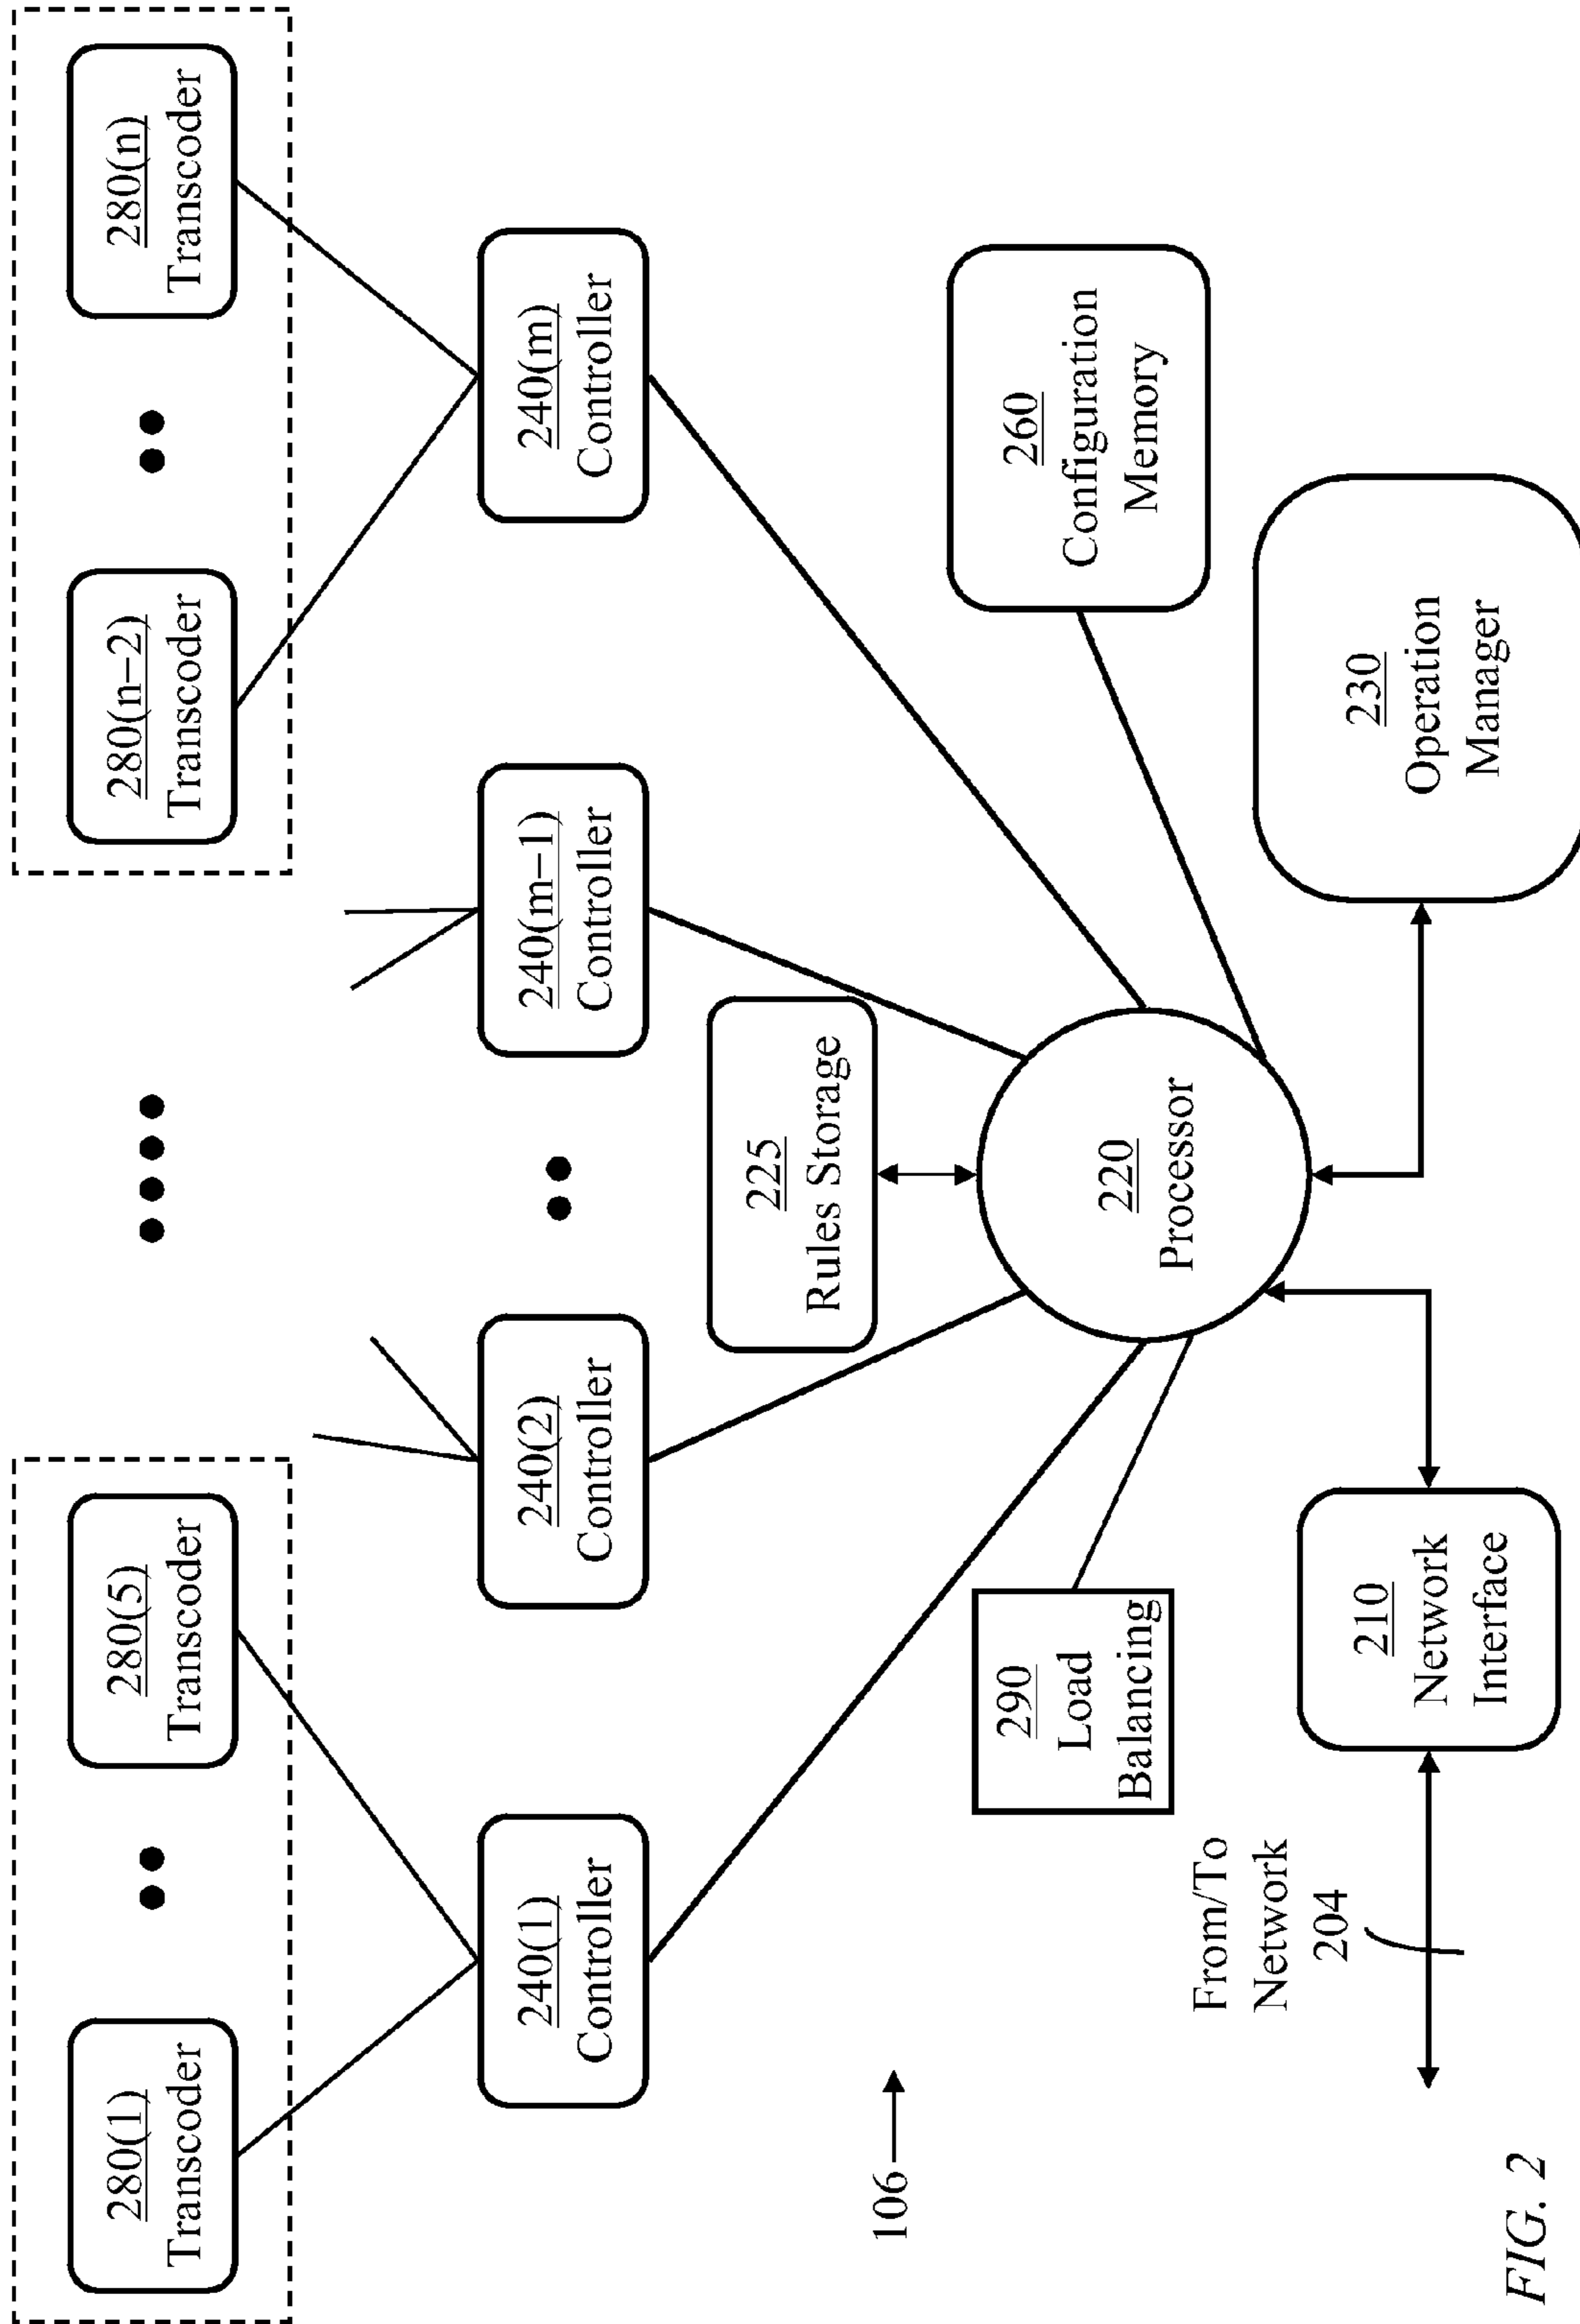 280(1)
Transcoder
280(5)
Transcoder
280(n–2)
Transcoder
280(n)
Transcoder
240(1)
Controller
240(2)
Controller
240(m–1)
Controller
240(m)
Controller
225
Rules Storage
106
290
Load
Balancing
220
Processor
260
Configuration
Memory
From/To
Network
204
210
Network
Interface
230
Operation
Manager
FIG. 2